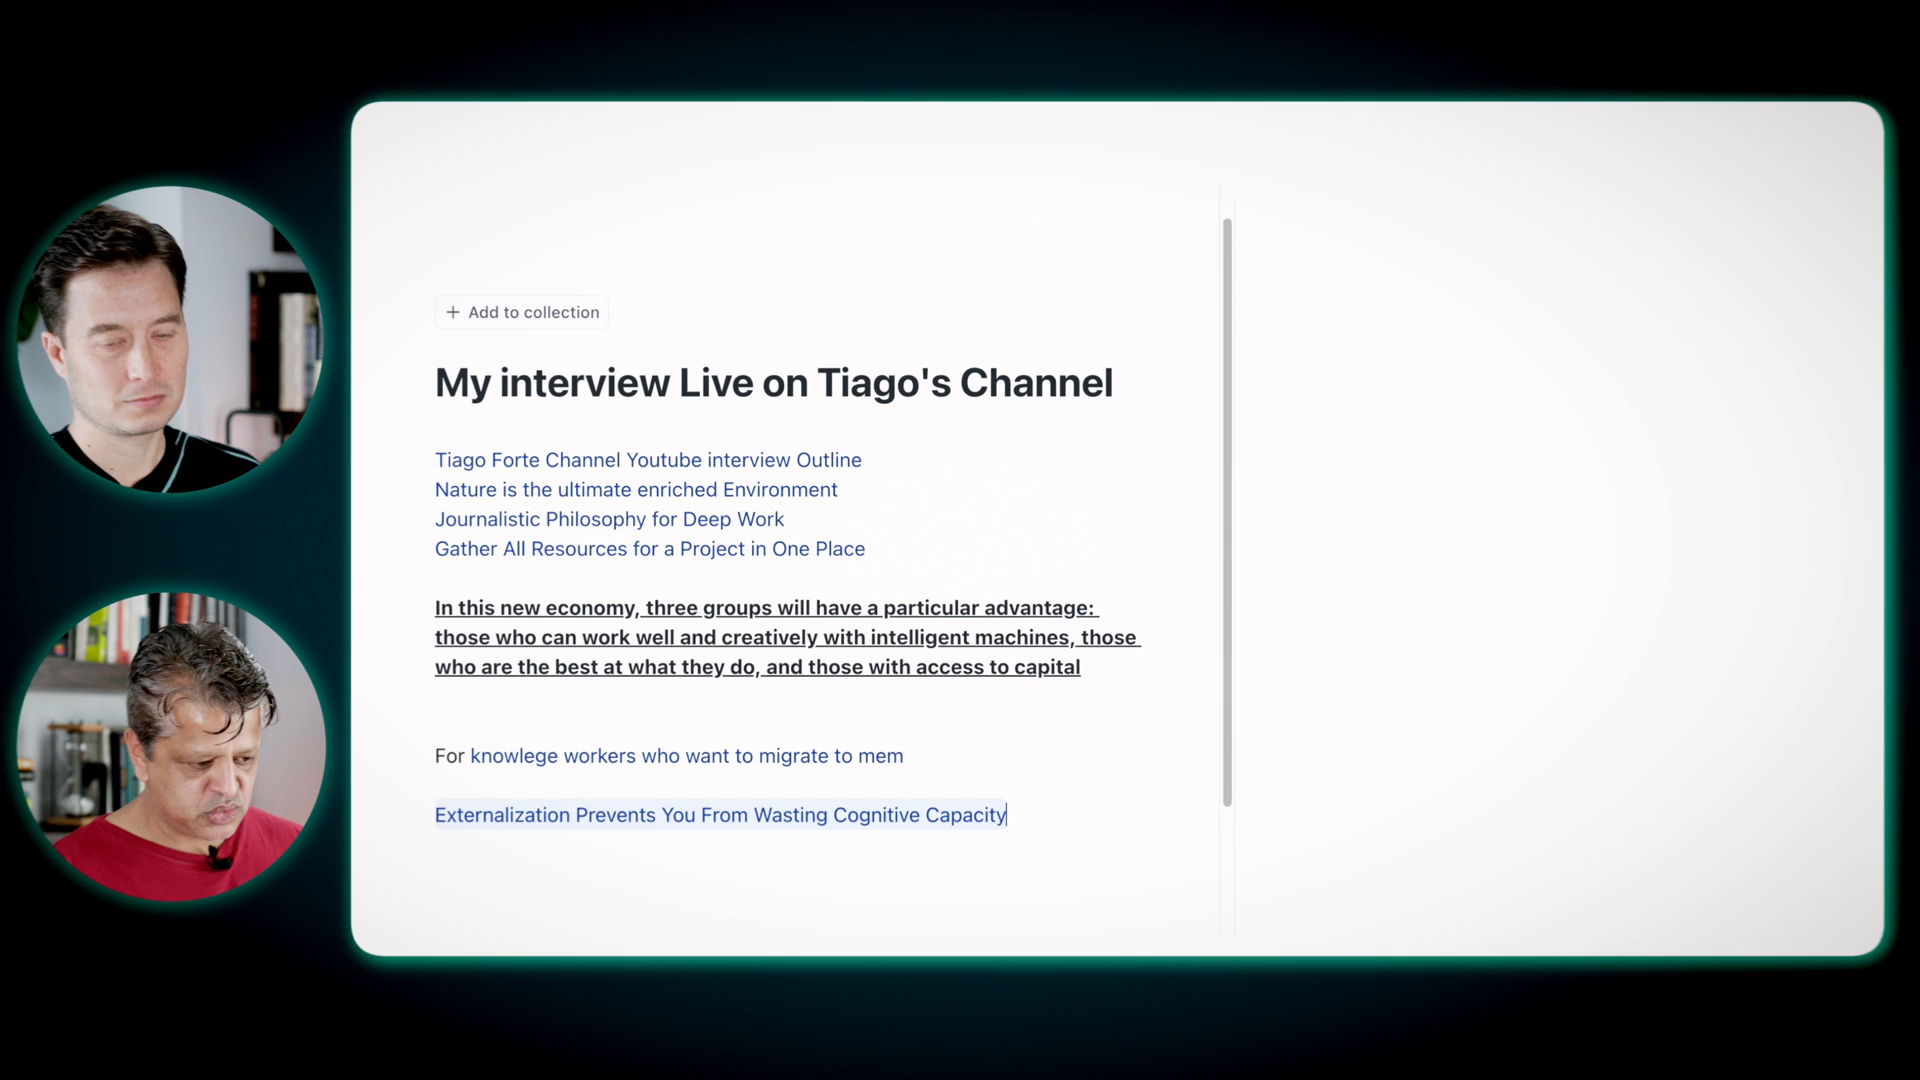 + Add to collection
My interview Live on Tiago's Channel
Tiago Forte Channel Youtube interview Outline
Nature is the ultimate enriched Environment
Journalistic Philosophy for Deep Work
Gather All Resources for a Project in One Place
In this new economy, three groups will have a particular advantage:
those who can work well and creatively with intelligent machines, those
who are the best at what they do, and those with access to capital
For knowlege workers who want to migrate to mem
Externalization Prevents You From Wasting Cognitive Capacity